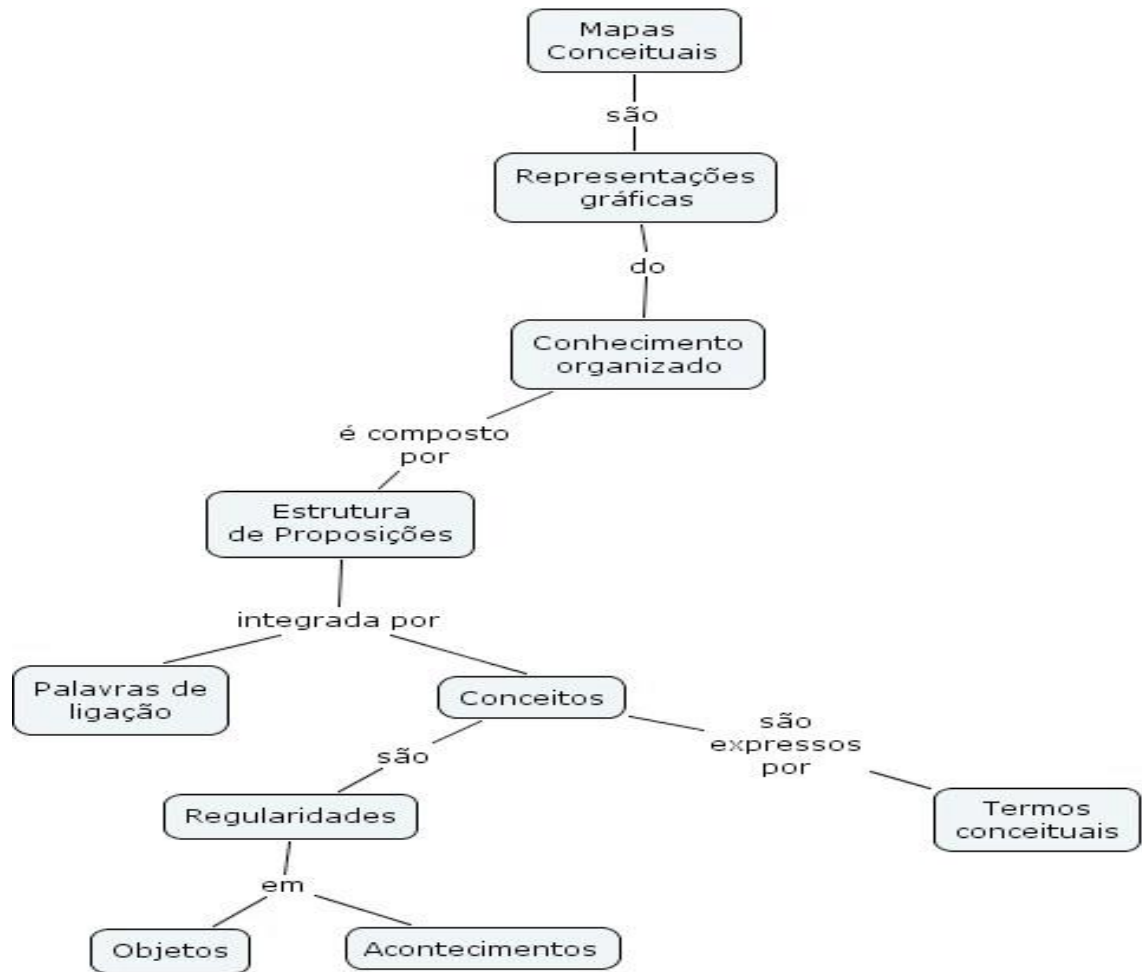 Mapas
Conceituais
são
Representações
gráficas
do
Conhecimento
organizado
é composto
por
Estrutura
de Proposições
integrada por
Palavras de
ligação
Conceitos
são
expressos
por
são
Regularidades
Termos
conceituais
em
Objetos
Acontecimentos